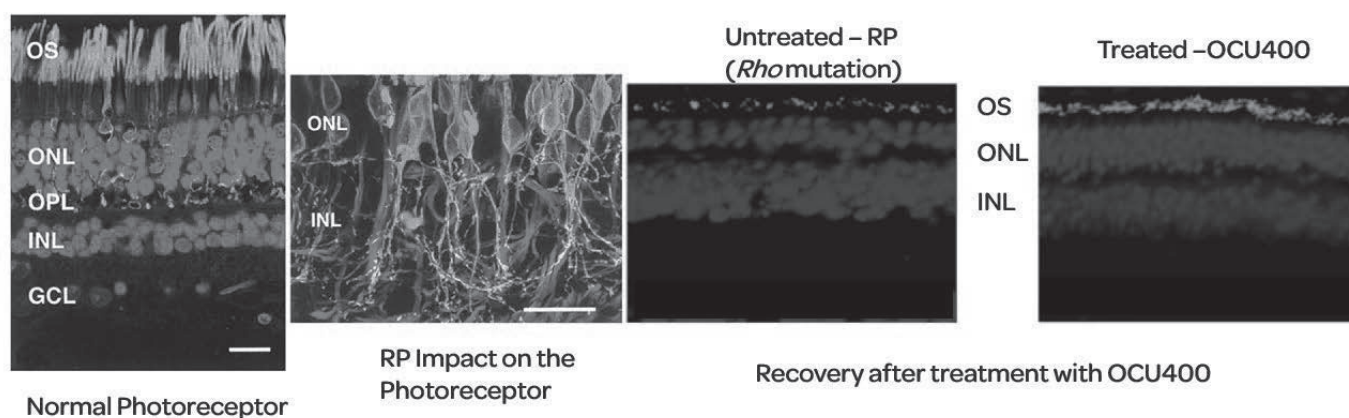 OS
ONL
OPL
INL
GCL
Normal Photoreceptor
ONL
INL
RP Impact on the
Photoreceptor
Untreated – RP
(Rho mutation)
OS
ONL
INL
Treated –OCU400
Recovery after treatment with OCU400